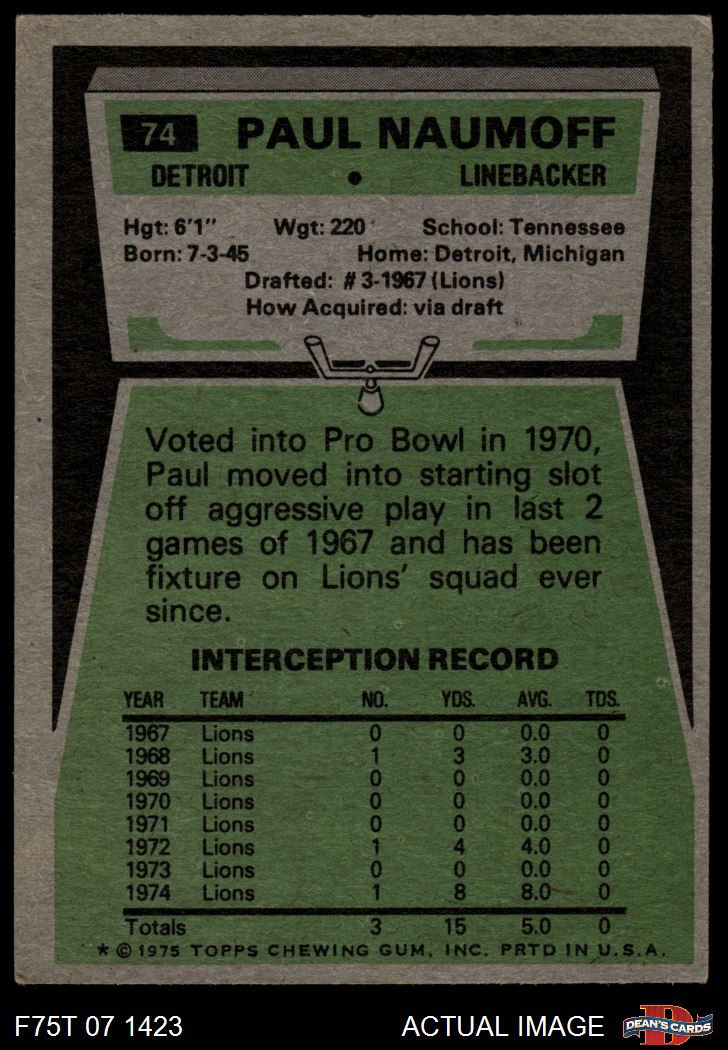 74 PAUL NAUMOFF
DETROIT • LINEBACKER
Hgt: 6'1" Wgt: 220 School: Tennessee
Born: 7-3-45 Home: Detroit, Michigan
Drafted: #3-1967 (Lions)
How Acquired: via draft
Voted into Pro Bowl in 1970,
Paul moved into starting slot
off aggressive play in last 2
games of 1967 and has been
fixture on Lions' squad ever
since.
INTERCEPTION RECORD
YEAR TEAM NO. YDS. AVG. TDS.
1967 Lions 0 0 0.0 0
1968 Lions 1 3 3.0 0
1969 Lions 0 0 0.0 0
1970 Lions 0 0 0.0 0
1971 Lions 0 0 0.0 0
1972 Lions 1 4 4.0 0
1973 Lions 0 0 0.0 0
1974 Lions 1 8 8.0 0
Totals 3 15 5.0 0
* © 1975 TOPPS CHEWING GUM, INC. PRTD IN U.S.A.
F75T 07 1423 ACTUAL IMAGE D DEAN'S CARDS